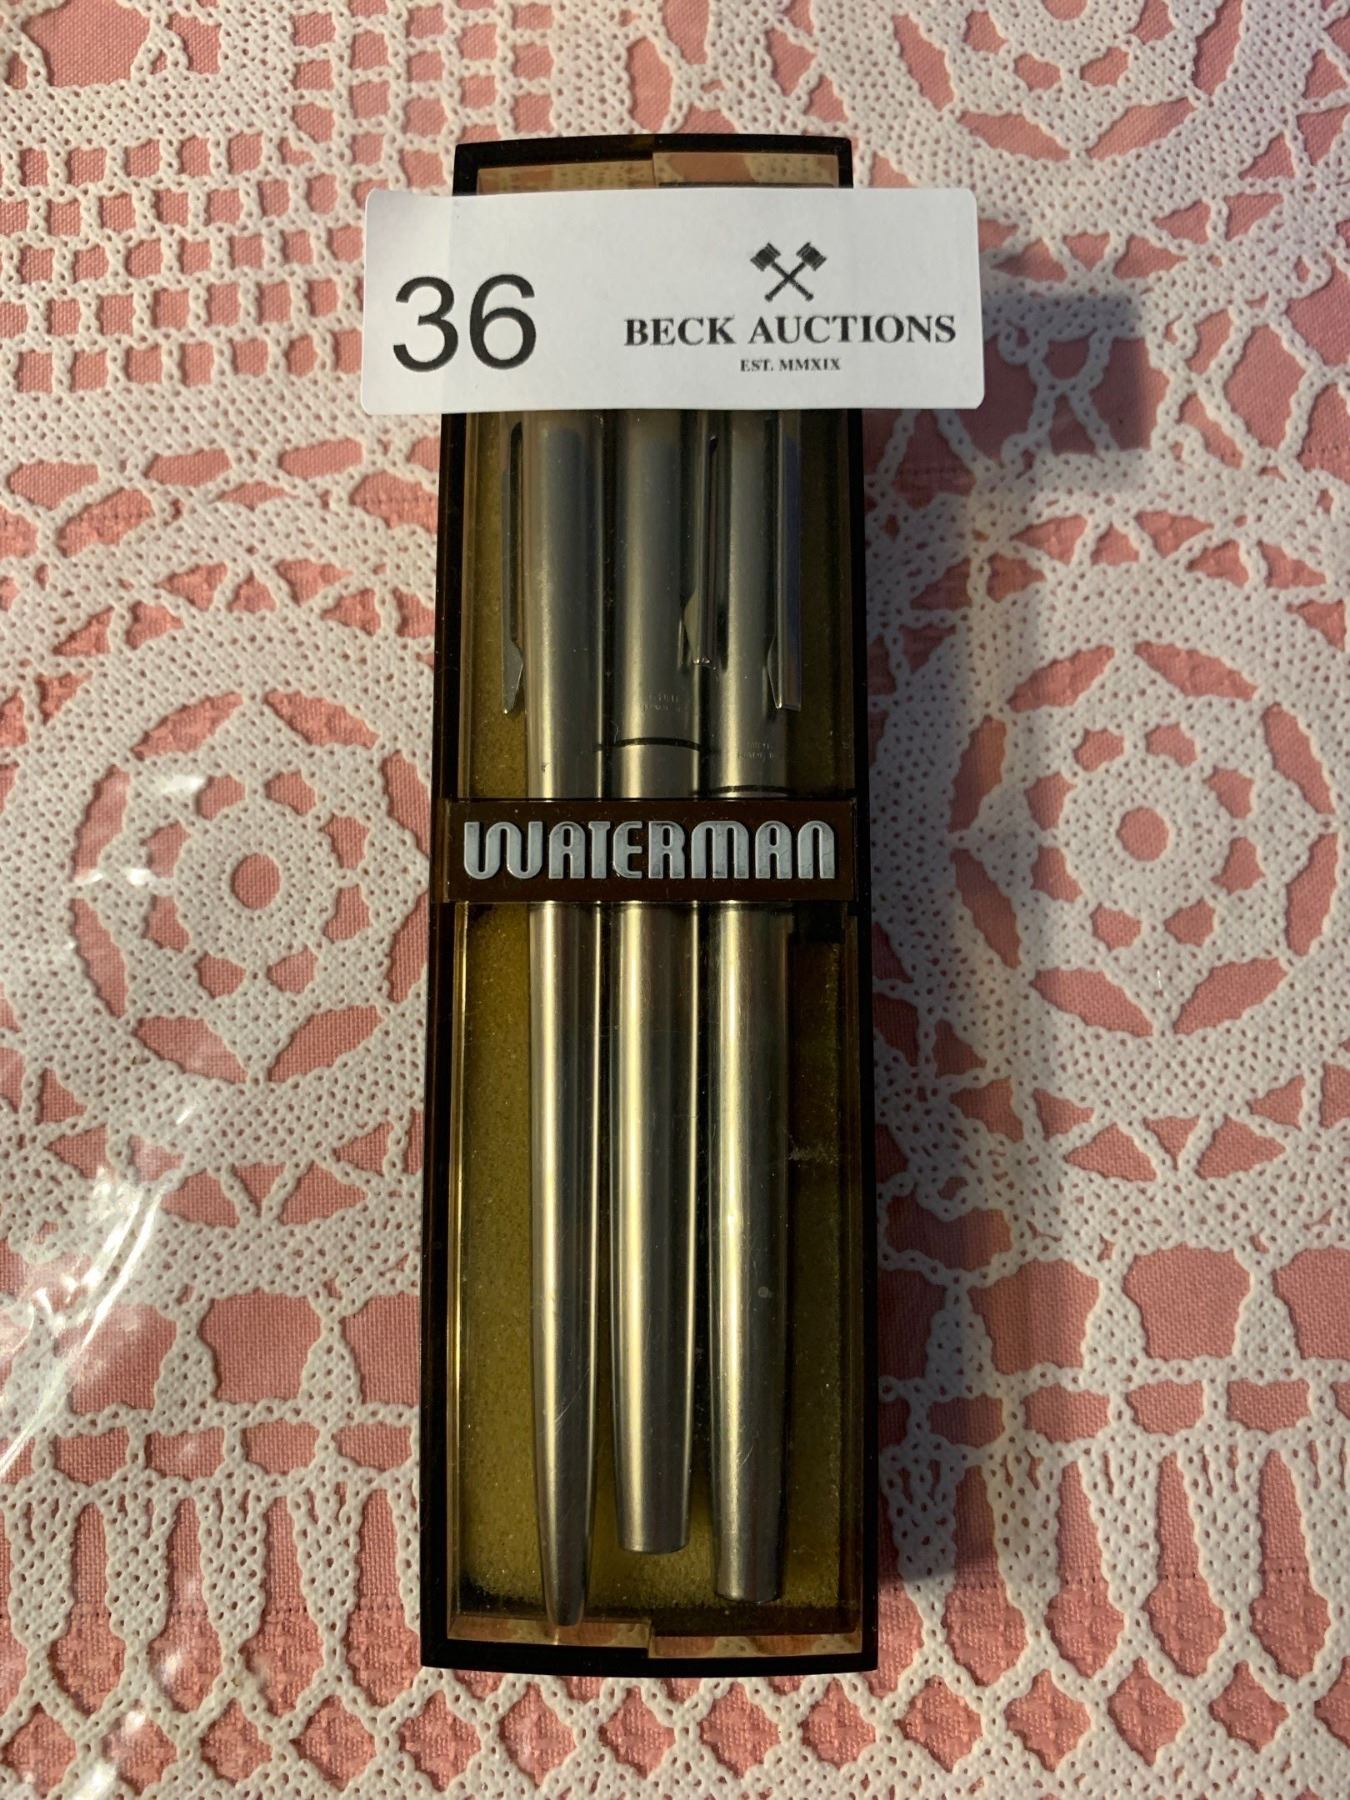 36
BECK AUCTIONS
EST. MMXIX
WATERMAN